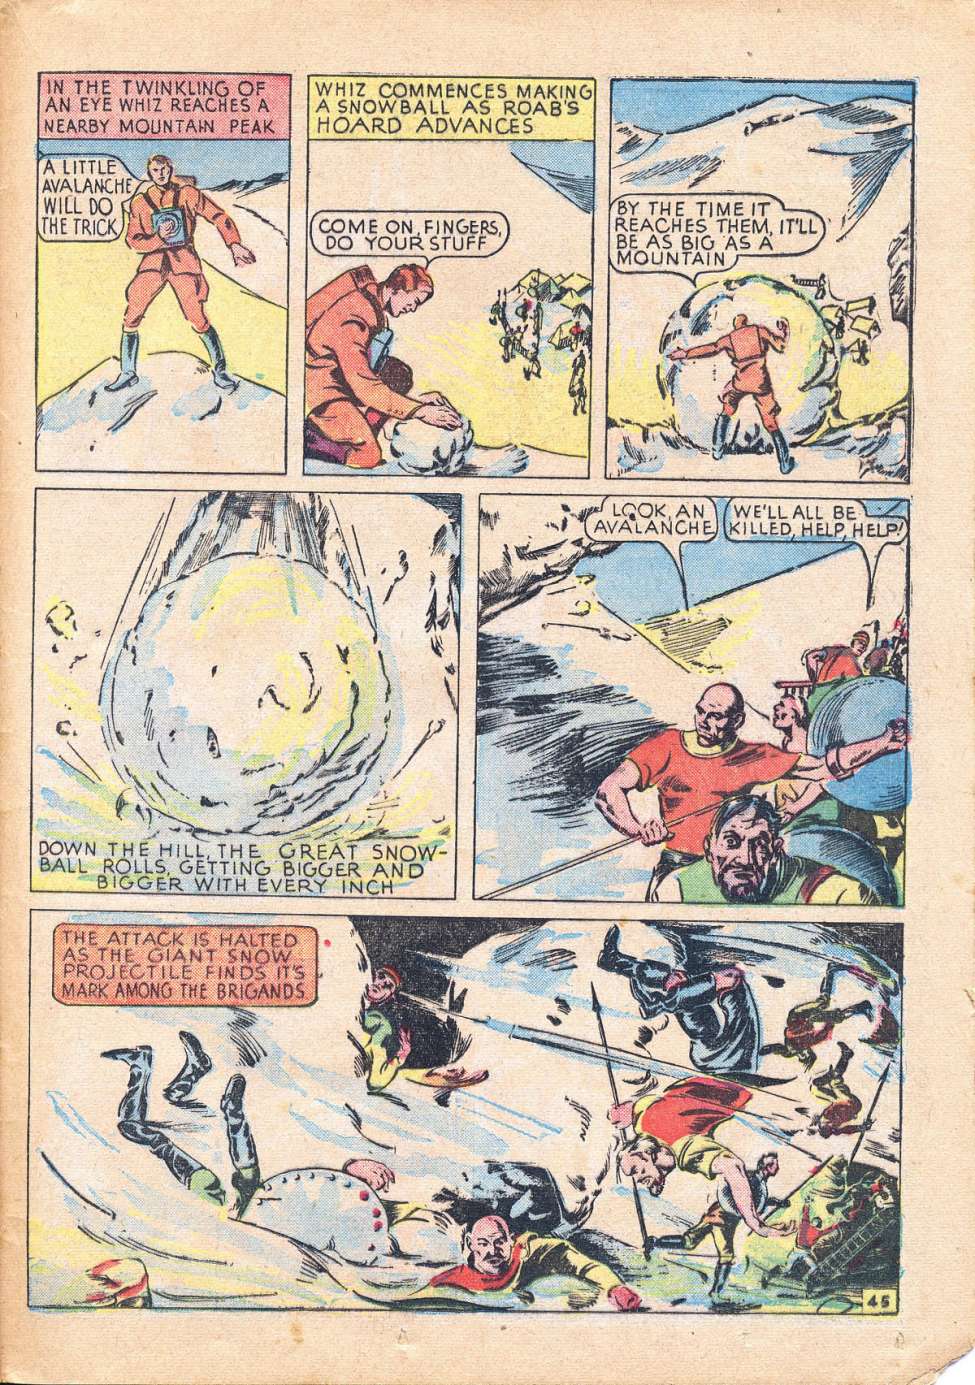 IN THE TWINKLING OF
AN EYE WHIZ REACHES A
NEARBY MOUNTAIN PEAK
A LITTLE
AVALANCHE
WILL DO
THE TRICK
WHIZ COMMENCES MAKING
A SNOWBALL AS ROAB'S
HOARD ADVANCES
COME ON, FINGERS,
DO YOUR STUFF
BY THE TIME IT
REACHES THEM, IT'LL
BE AS BIG AS A
MOUNTAIN
DOWN THE HILL, THE GREAT SNOW-
BALL ROLLS, GETTING BIGGER AND
BIGGER WITH EVERY INCH
LOOK, AN
AVALANCHE
WE'LL ALL BE
KILLED, HELP, HELP!
THE ATTACK IS HALTED
AS THE GIANT SNOW
PROJECTILE FINDS IT'S
MARK AMONG THE BRIGANDS
45